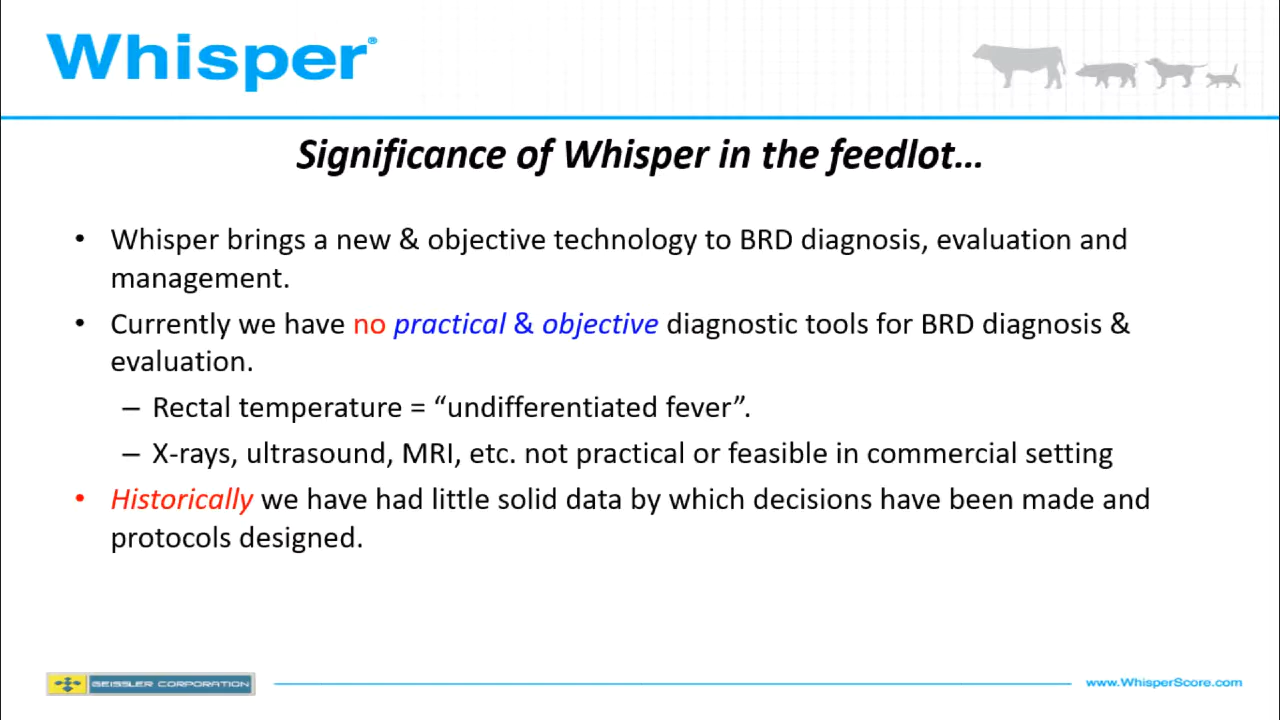 Whisper®
Significance of Whisper in the feedlot…
• Whisper brings a new & objective technology to BRD diagnosis, evaluation and
management.
• Currently we have no practical & objective diagnostic tools for BRD diagnosis &
evaluation.
– Rectal temperature = “undifferentiated fever”.
– X-rays, ultrasound, MRI, etc. not practical or feasible in commercial setting
• Historically we have had little solid data by which decisions have been made and
protocols designed.
GEISSLER CORPORATION
www.WhisperScore.com